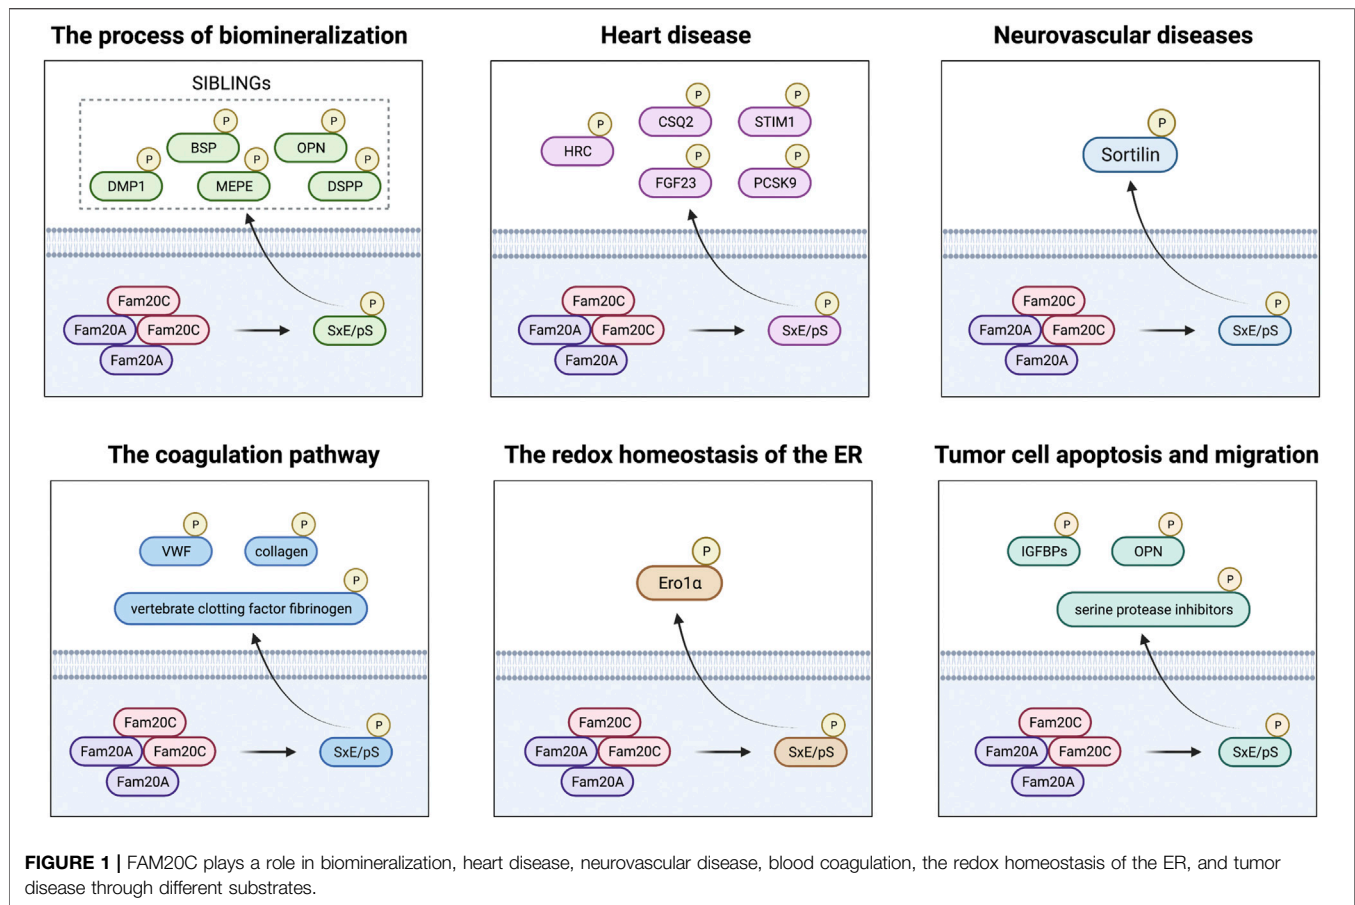 The process of biomineralization
SIBLINGs
P
P
BSP
OPN
P
P
P
DMP1
MEPE
DSPP
Fam20C
P
Fam20A
Fam20C
SxE/pS
Fam20A
Heart disease
P
P
CSQ2
STIM1
P
HRC
P
P
FGF23
PCSK9
Fam20C
P
Fam20A
Fam20C
SxE/pS
Fam20A
Neurovascular diseases
P
Sortilin
Fam20C
P
Fam20A
Fam20C
SxE/pS
Fam20A
The coagulation pathway
P
P
VWF
collagen
P
vertebrate clotting factor fibrinogen
Fam20C
P
Fam20A
Fam20C
SxE/pS
Fam20A
The redox homeostasis of the ER
P
Ero1α
Fam20C
P
Fam20A
Fam20C
SxE/pS
Fam20A
Tumor cell apoptosis and migration
P
P
IGFBPs
OPN
P
serine protease inhibitors
Fam20C
P
Fam20A
Fam20C
SxE/pS
Fam20A
FIGURE 1 | FAM20C plays a role in biomineralization, heart disease, neurovascular disease, blood coagulation, the redox homeostasis of the ER, and tumor
disease through different substrates.